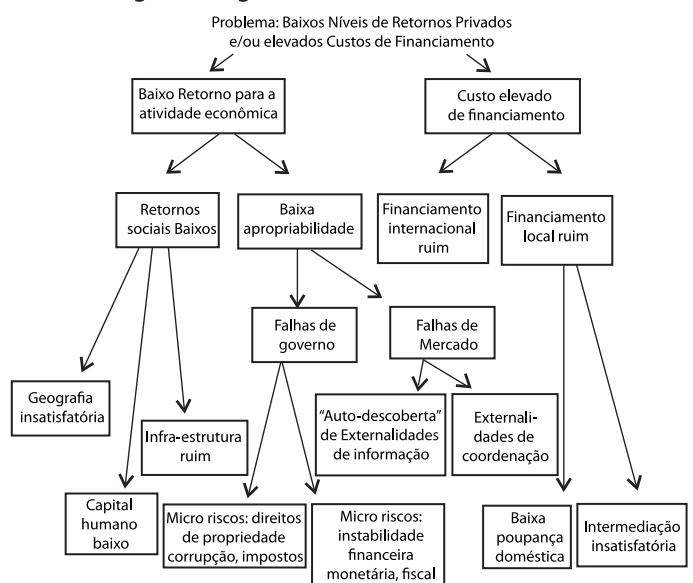 Problema: Baixos Níveis de Retornos Privados
e/ou elevados Custos de Financiamento
Baixo Retorno para a
atividade econômica
Custo elevado
de financiamento
Retornos
sociais Baixos
Baixa
apropriabilidade
Financiamento
internacional
ruim
Financiamento
local ruim
Falhas de
governo
Falhas de
Mercado
Geografia
insatisfatória
Infra-estrutura
ruim
"Auto-descoberta"
de Externalidades
de informação
Externali-
dades de
coordenação
Capital
humano
baixo
Micro riscos: direitos
de propriedade
corrupção, impostos
Micro riscos:
instabilidade
financeira
monetária, fiscal
Baixa
poupança
doméstica
Intermediação
insatisfatória